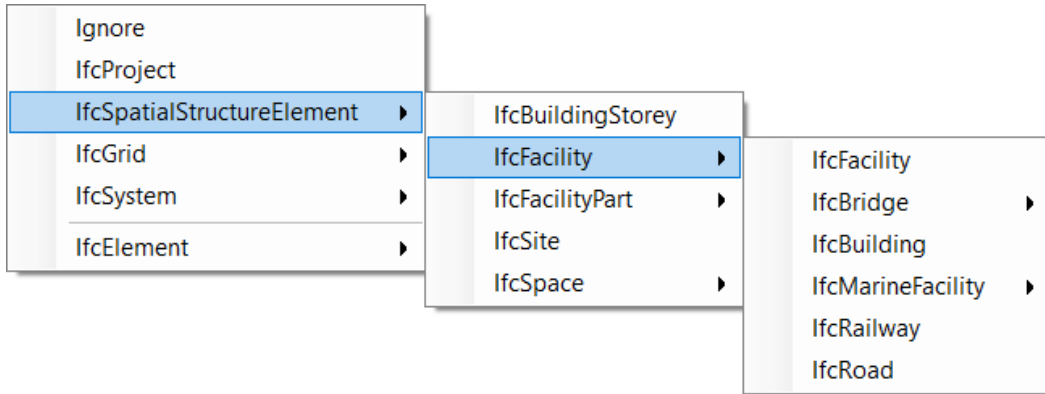 Ignore
IfcProject
IfcSpatialStructureElement
IfcGrid
IfcSystem
IfcElement
IfcBuildingStorey
IfcFacility
IfcFacilityPart
IfcSite
IfcSpace
IfcFacility
IfcBridge
IfcBuilding
IfcMarineFacility
IfcRailway
IfcRoad